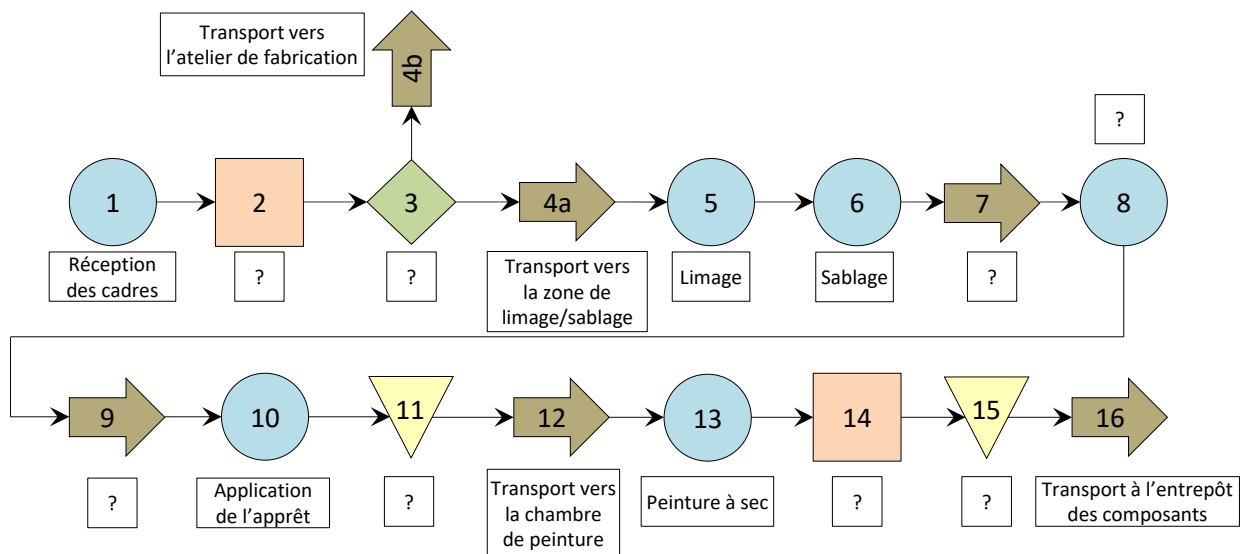 Transport vers
l’atelier de fabrication
4b
?
1
2
3
4a
5
6
7
8
Réception
des cadres
?
?
Transport vers
la zone de
limage/sablage
Limage
Sablage
?
9
10
11
12
13
14
15
16
?
Application
de l’apprêt
?
Transport vers
la chambre de
peinture
Peinture à sec
?
?
Transport à l’entrepôt
des composants